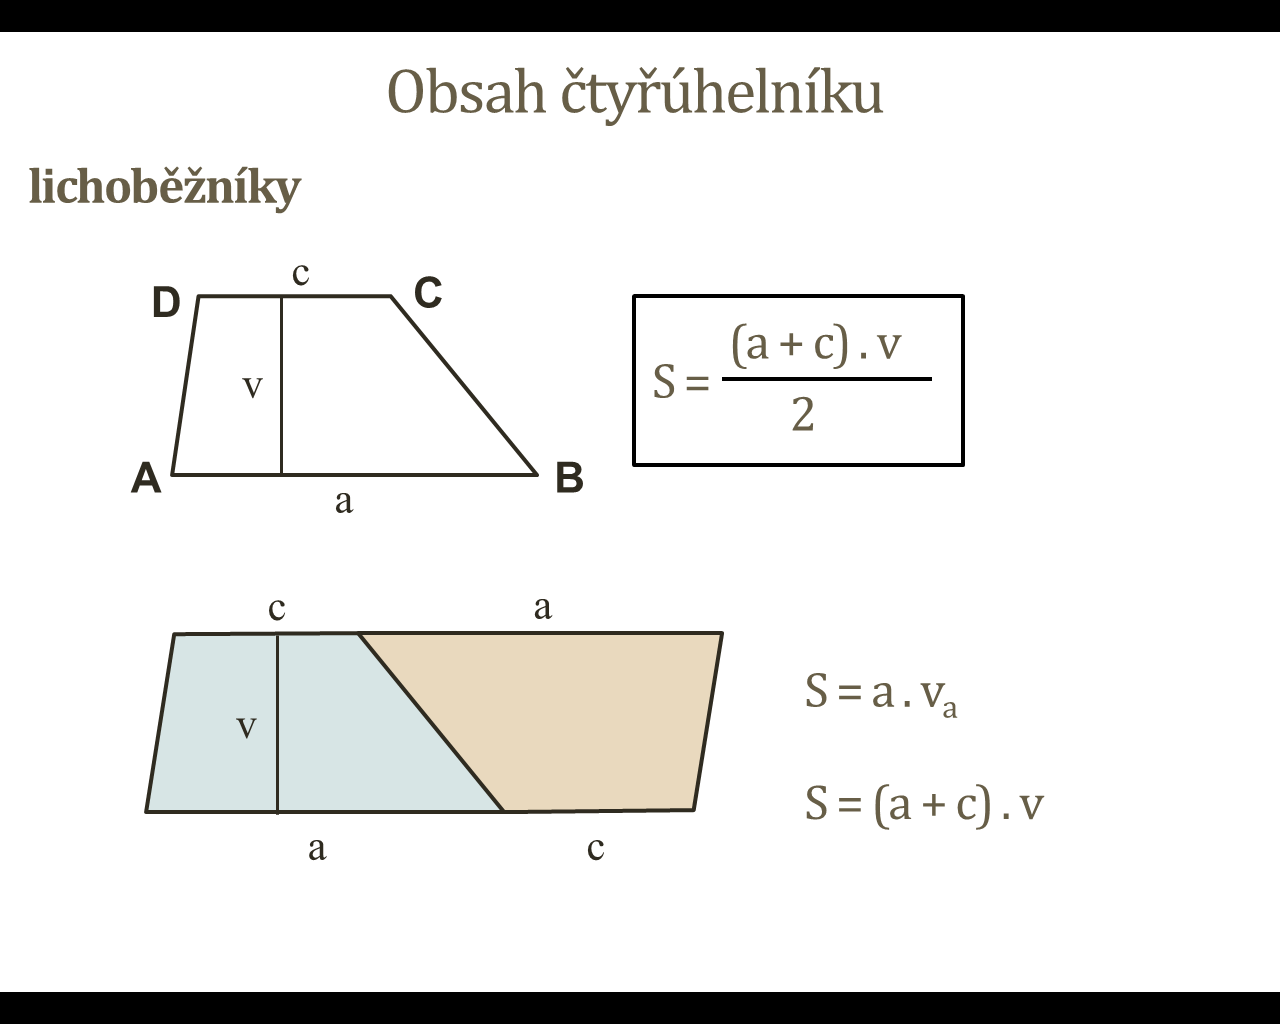 Obsah čtyřúhelníku
lichoběžníky
c
D
C
v
A
B
a
S = (a + c) . v
2
c
a
v
a
c
S = a . vₐ
S = (a + c) . v